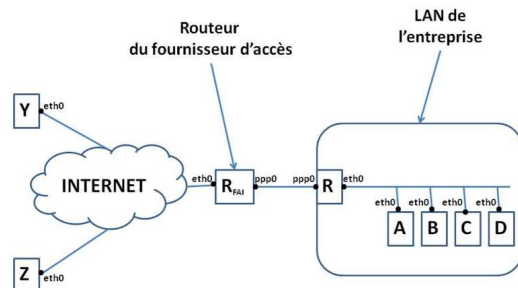 Routeur
du fournisseur d'accès
LAN de
l'entreprise
Y
eth0
INTERNET
eth0
R FAI
ppp0
ppp0
R
eth0
eth0
eth0
eth0
eth0
A
B
C
D
Z
eth0